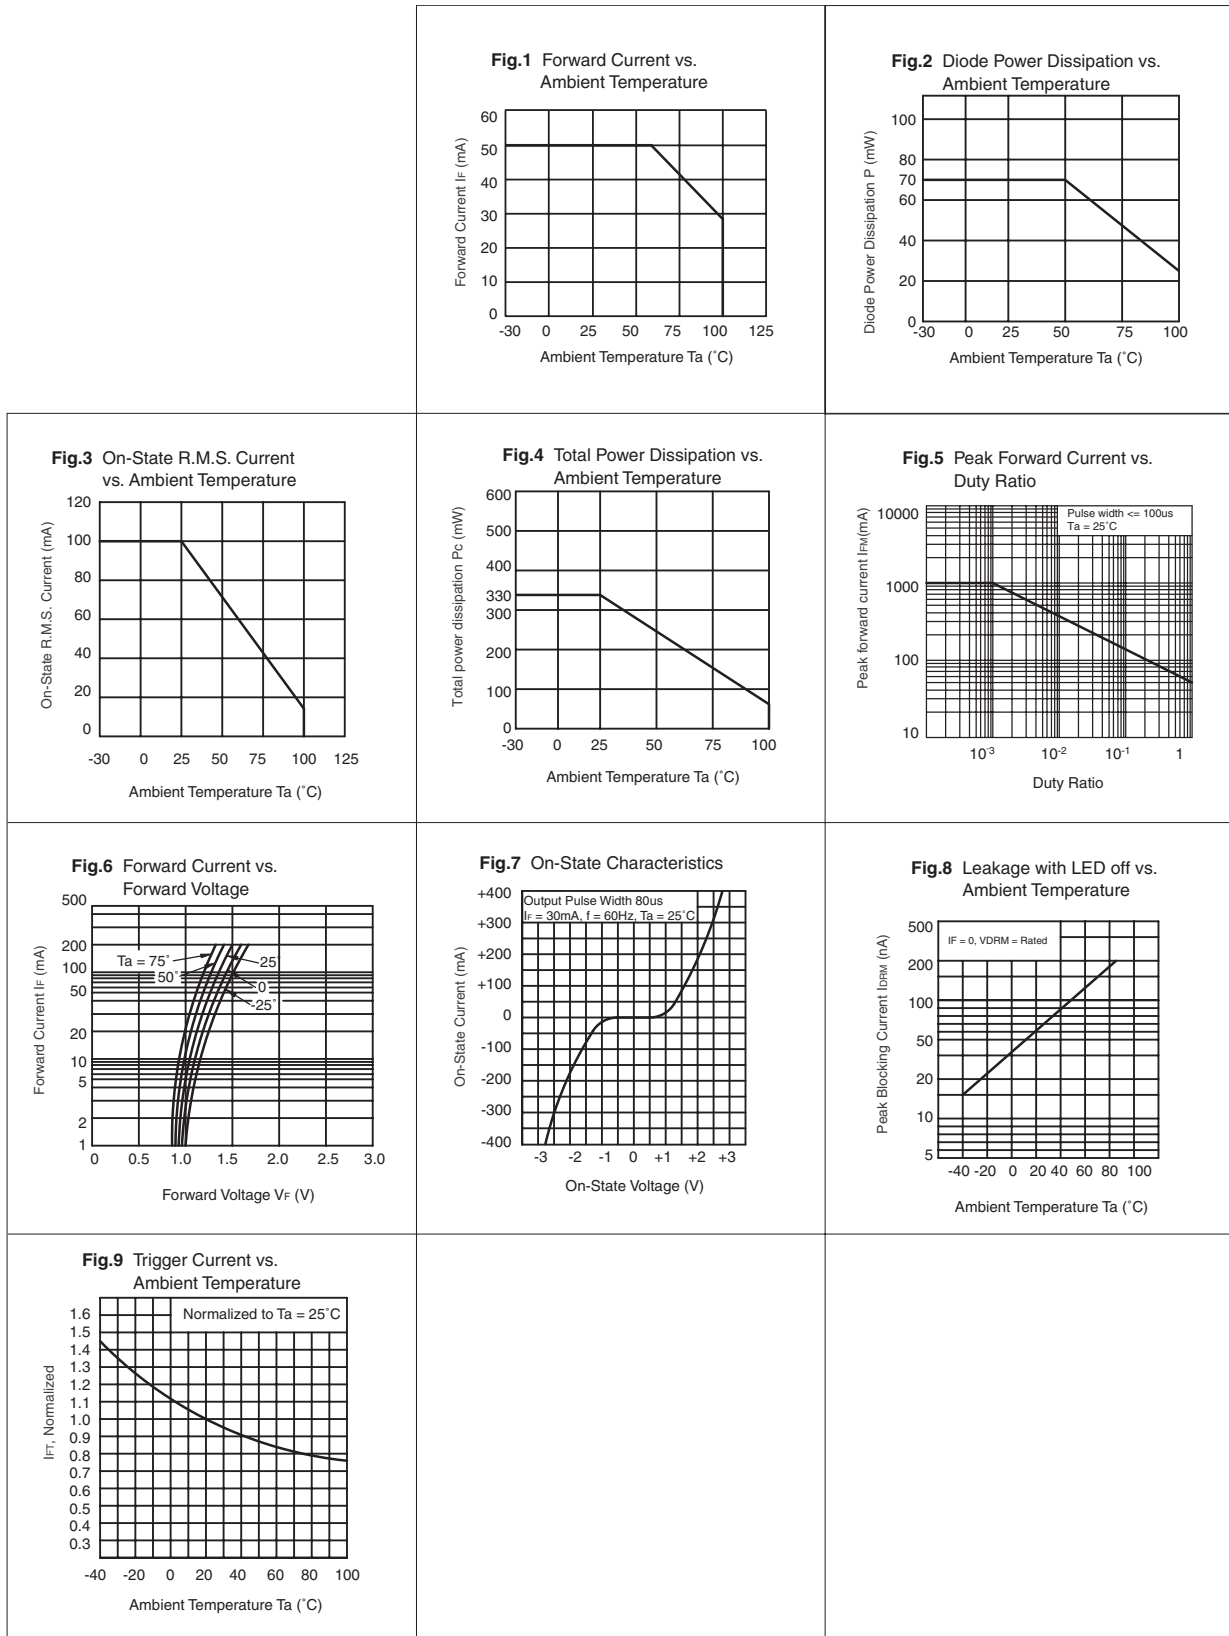 Fig.1 Forward Current vs.
Ambient Temperature
Forward Current IF (mA)
60
50
40
30
20
10
0
-30 0 25 50 75 100 125
Ambient Temperature Ta (˚C)
Fig.2 Diode Power Dissipation vs.
Ambient Temperature
Diode Power Dissipation P (mW)
100
80
70
60
40
20
0
-30 0 25 50 75 100
Ambient Temperature Ta (˚C)
Fig.3 On-State R.M.S. Current
vs. Ambient Temperature
On-State R.M.S. Current (mA)
120
100
80
60
40
20
0
-30 0 25 50 75 100 125
Ambient Temperature Ta (˚C)
Fig.4 Total Power Dissipation vs.
Ambient Temperature
Total power dissipation Pc (mW)
600
500
400
330
300
200
100
0
-30 0 25 50 75 100
Ambient Temperature Ta (˚C)
Fig.5 Peak Forward Current vs.
Duty Ratio
Peak forward current IFM(mA)
Pulse width <= 100us
Ta = 25˚C
10000
1000
100
10
10-3 10-2 10-1 1
Duty Ratio
Fig.6 Forward Current vs.
Forward Voltage
Forward Current IF (mA)
500
200
100
50
20
10
5
2
1
Ta = 75˚
50˚
25˚
0˚
-25˚
0 0.5 1.0 1.5 2.0 2.5 3.0
Forward Voltage VF (V)
Fig.7 On-State Characteristics
On-State Current (mA)
Output Pulse Width 80us
IF = 30mA, f = 60Hz, Ta = 25˚C
+400
+300
+200
+100
0
-100
-200
-300
-400
-3 -2 -1 0 +1 +2 +3
On-State Voltage (V)
Fig.8 Leakage with LED off vs.
Ambient Temperature
Peak Blocking Current IDRM (nA)
IF = 0, VDRM = Rated
500
200
100
50
20
10
5
-40 -20 0 20 40 60 80 100
Ambient Temperature Ta (˚C)
Fig.9 Trigger Current vs.
Ambient Temperature
IFT, Normalized
Normalized to Ta = 25˚C
1.6
1.5
1.4
1.3
1.2
1.1
1.0
0.9
0.8
0.7
0.6
0.5
0.4
0.3
-40 -20 0 20 40 60 80 100
Ambient Temperature Ta (˚C)